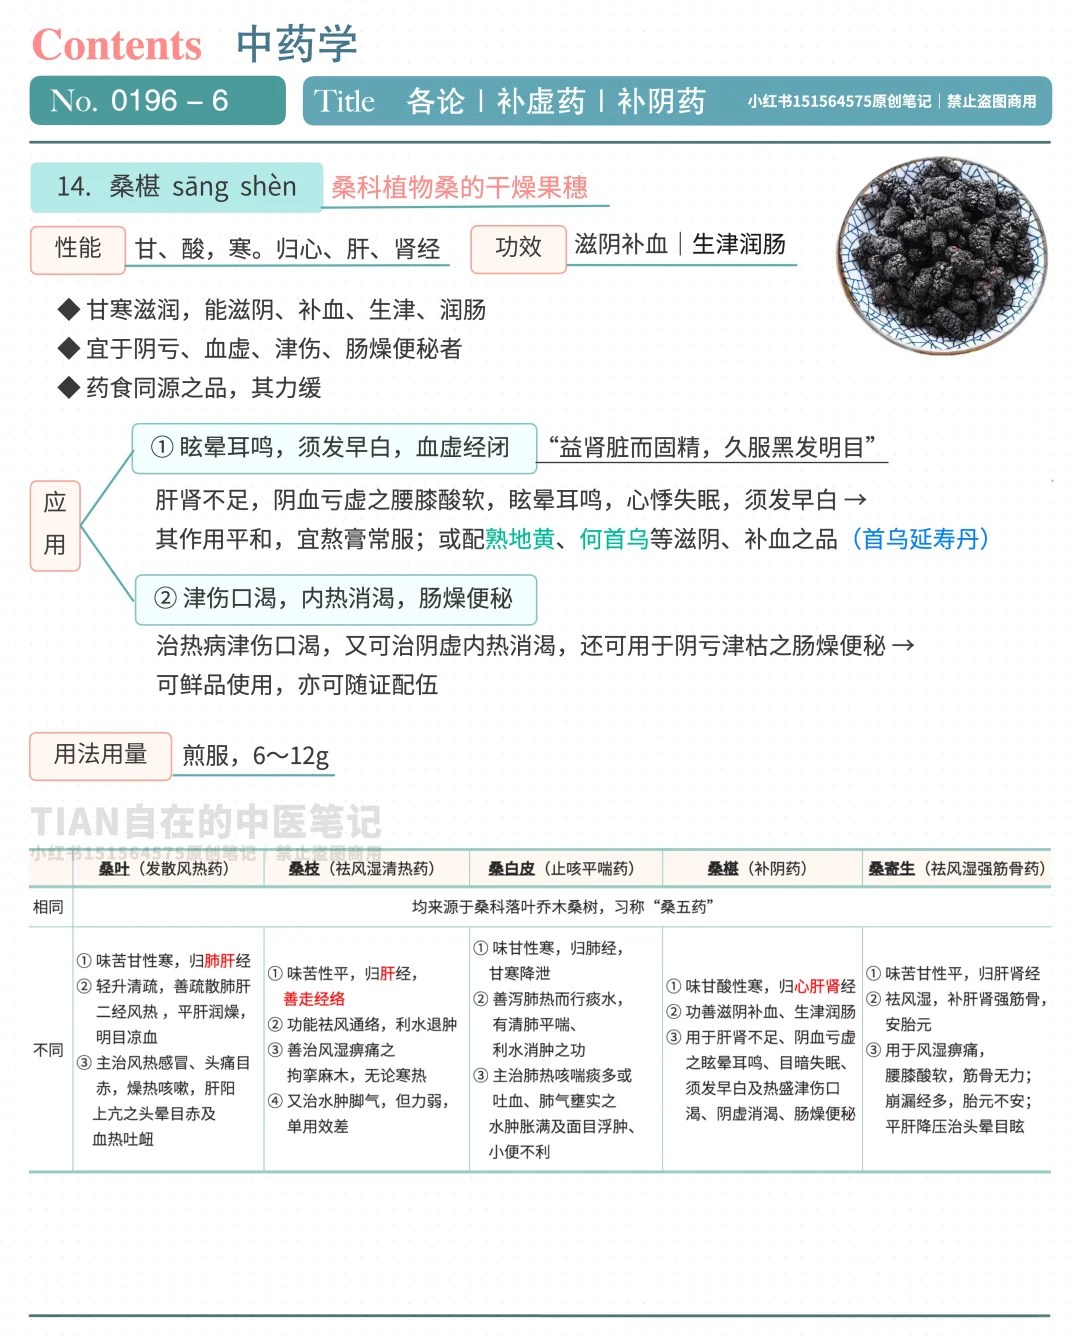 Contents 中药学
No. 0196 – 6
Title 各论 | 补虚药 | 补阴药 小红书151564575原创笔记｜禁止盗图商用
14. 桑椹 sāng shèn 桑科植物桑的干燥果穗
性能 甘、酸，寒。归心、肝、肾经 功效 滋阴补血｜生津润肠
◆ 甘寒滋润，能滋阴、补血、生津、润肠
◆ 宜于阴亏、血虚、津伤、肠燥便秘者
◆ 药食同源之品，其力缓
应用
① 眩晕耳鸣，须发早白，血虚经闭 “益肾脏而固精，久服黑发明目”
肝肾不足，阴血亏虚之腰膝酸软，眩晕耳鸣，心悸失眠，须发早白 →
其作用平和，宜熬膏常服；或配熟地黄、何首乌等滋阴、补血之品（首乌延寿丹）
② 津伤口渴，内热消渴，肠燥便秘
治热病津伤口渴，又可治阴虚内热消渴，还可用于阴亏津枯之肠燥便秘 →
可鲜品使用，亦可随证配伍
用法用量 煎服，6～12g
TIAN自在的中医笔记
小红书151564575原创笔记｜禁止盗图商用
桑叶（发散风热药） 桑枝（祛风湿清热药） 桑白皮（止咳平喘药） 桑椹（补阴药） 桑寄生（祛风湿强筋骨药）
相同 均来源于桑科落叶乔木桑树，习称“桑五药”
不同
① 味苦甘性寒，归肺肝经
② 轻升清疏，善疏散肺肝
二经风热 ，平肝润燥，
明目凉血
③ 主治风热感冒、头痛目
赤，燥热咳嗽，肝阳
上亢之头晕目赤及
血热吐衄
① 味苦性平，归肝经，
善走经络
② 功能祛风通络，利水退肿
③ 善治风湿痹痛之
拘挛麻木，无论寒热
④ 又治水肿脚气，但力弱，
单用效差
① 味甘性寒，归肺经，
甘寒降泄
② 善泻肺热而行痰水，
有清肺平喘、
利水消肿之功
③ 主治肺热咳喘痰多或
吐血、肺气壅实之
水肿胀满及面目浮肿、
小便不利
① 味甘酸性寒，归心肝肾经
② 功善滋阴补血、生津润肠
③ 用于肝肾不足、阴血亏虚
之眩晕耳鸣、目暗失眠、
须发早白及热盛津伤口
渴、阴虚消渴、肠燥便秘
① 味苦甘性平，归肝肾经
② 祛风湿，补肝肾强筋骨，
安胎元
③ 用于风湿痹痛，
腰膝酸软，筋骨无力；
崩漏经多，胎元不安；
平肝降压治头晕目眩